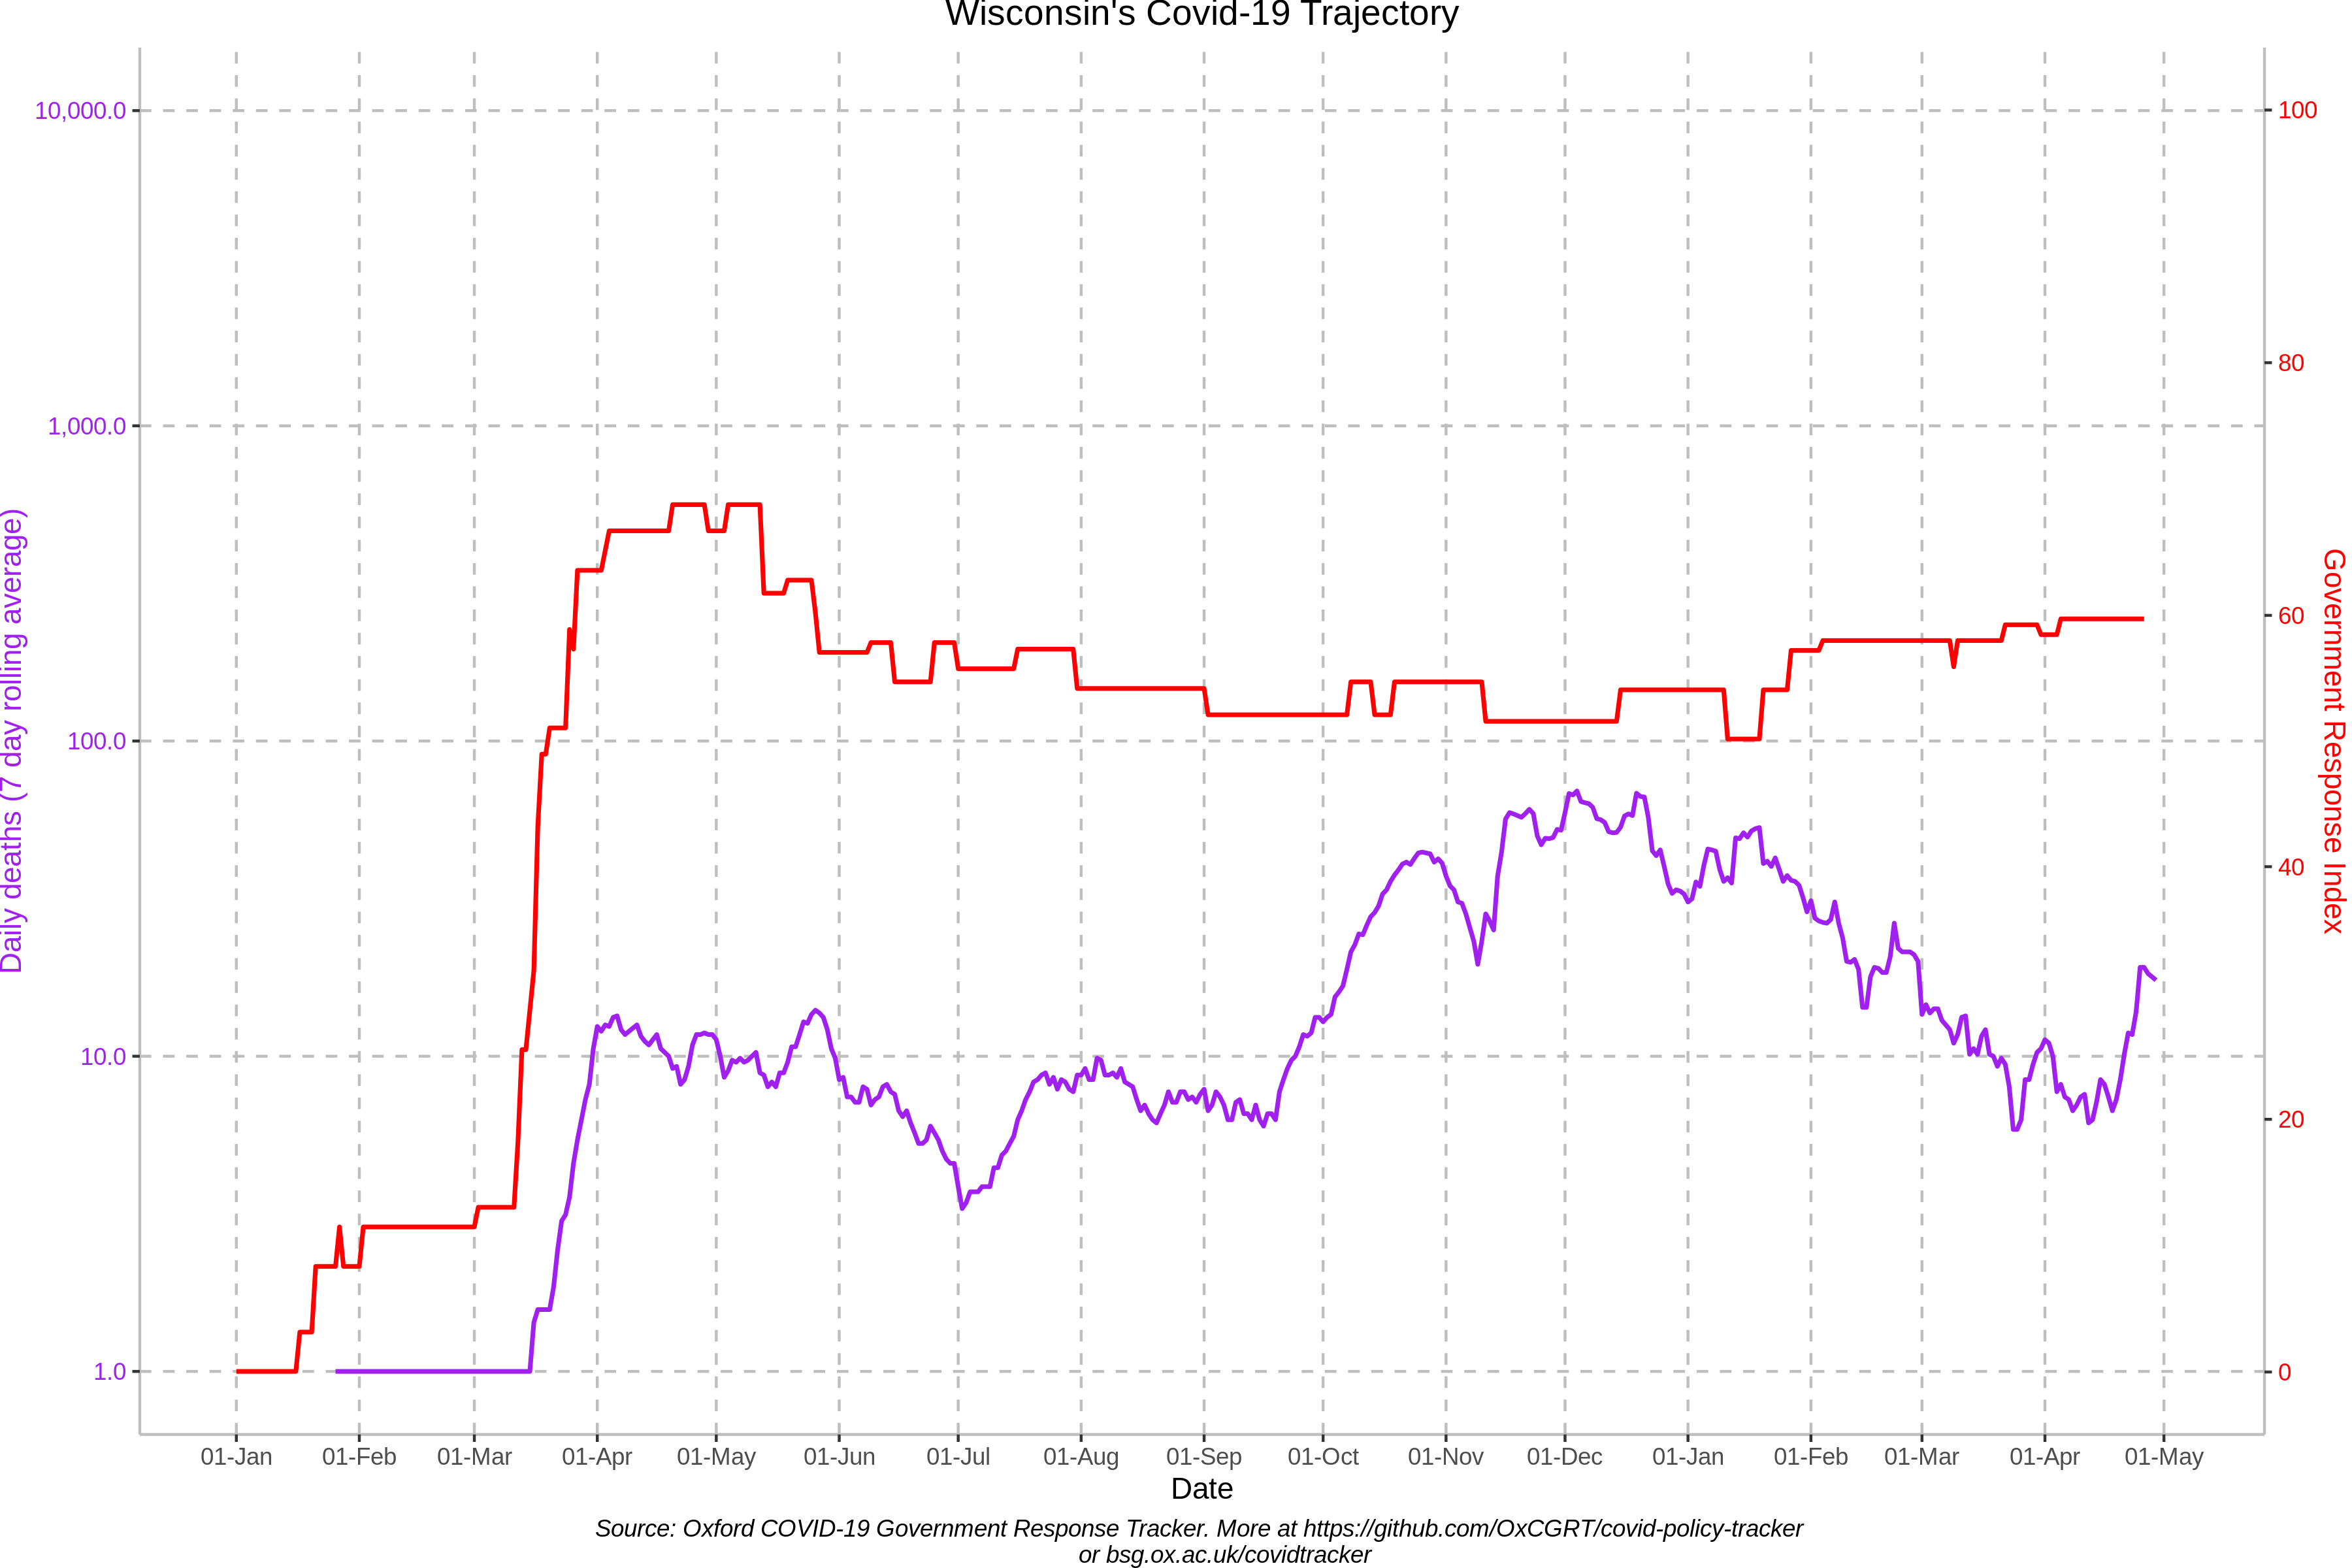 Wisconsin's Covid-19 Trajectory
10,000.0
1,000.0
100.0
10.0
1.0
Daily deaths (7 day rolling average)
100
80
60
40
20
0
Government Response Index
01-Jan 01-Feb 01-Mar 01-Apr 01-May 01-Jun 01-Jul 01-Aug 01-Sep 01-Oct 01-Nov 01-Dec 01-Jan 01-Feb 01-Mar 01-Apr 01-May
Date
Source: Oxford COVID-19 Government Response Tracker. More at https://github.com/OxCGRT/covid-policy-tracker
or bsg.ox.ac.uk/covidtracker